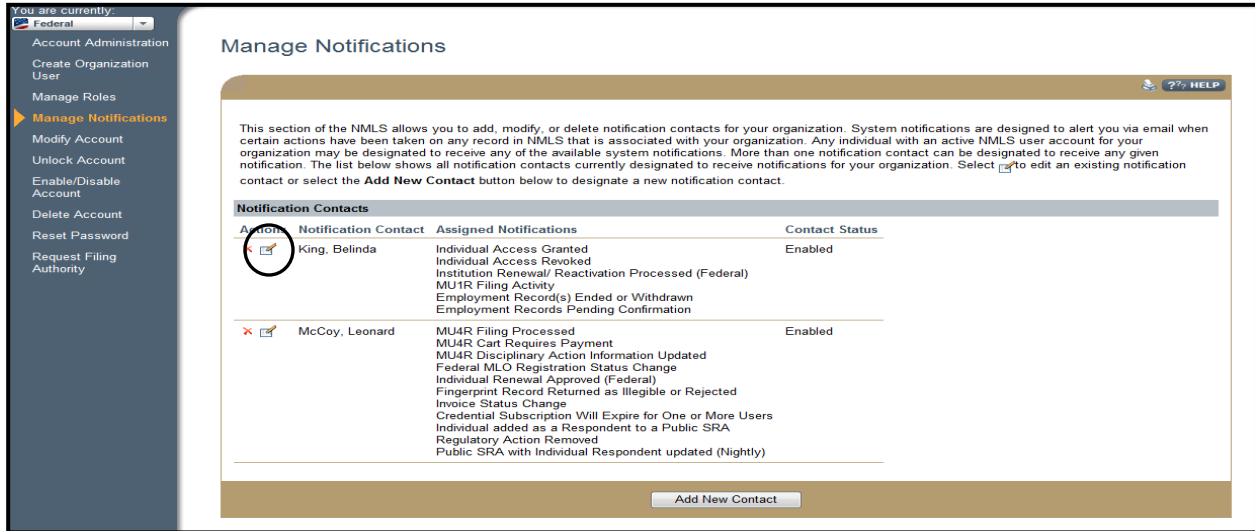 You are currently:
Federal
Account Administration
Create Organization
User
Manage Roles
Manage Notifications
Modify Account
Unlock Account
Enable/Disable
Account
Delete Account
Reset Password
Request Filing
Authority
Manage Notifications
??? HELP
This section of the NMLS allows you to add, modify, or delete notification contacts for your organization. System notifications are designed to alert you via email when
certain actions have been taken on any record in NMLS that is associated with your organization. Any individual with an active NMLS user account for your
organization may be designated to receive any of the available system notifications. More than one notification contact can be designated to receive any given
notification. The list below shows all notification contacts currently designated to receive notifications for your organization. Select to edit an existing notification
contact or select the Add New Contact button below to designate a new notification contact.
Notification Contacts
Actions Notification Contact Assigned Notifications Contact Status
King, Belinda Individual Access Granted Enabled
Individual Access Revoked
Institution Renewal/ Reactivation Processed (Federal)
MU1R Filing Activity
Employment Record(s) Ended or Withdrawn
Employment Records Pending Confirmation
McCoy, Leonard MU4R Filing Processed Enabled
MU4R Cart Requires Payment
MU4R Disciplinary Action Information Updated
Federal MLO Registration Status Change
Individual Renewal Approved (Federal)
Fingerprint Record Returned as Illegible or Rejected
Invoice Status Change
Credential Subscription Will Expire for One or More Users
Individual added as a Respondent to a Public SRA
Regulatory Action Removed
Public SRA with Individual Respondent updated (Nightly)
Add New Contact